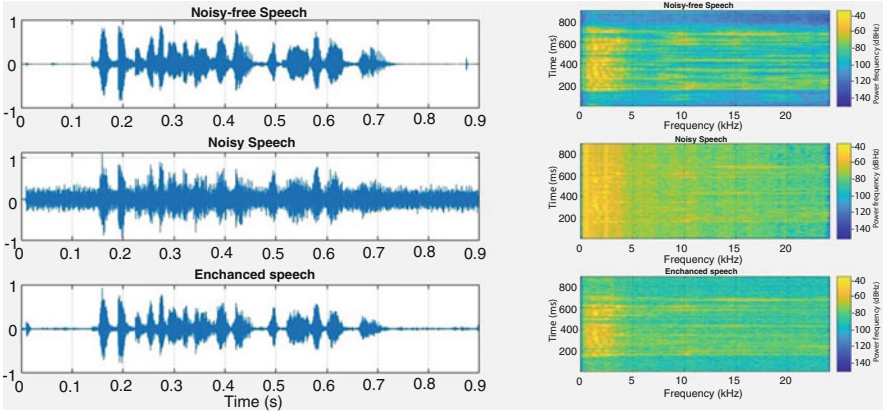 Noisy-free Speech
1
0
-1
0 0.1 0.2 0.3 0.4 0.5 0.6 0.7 0.8 0.9
Noisy Speech
1
0
-1
0 0.1 0.2 0.3 0.4 0.5 0.6 0.7 0.8 0.9
Enchanced speech
1
0
-1
0 0.1 0.2 0.3 0.4 0.5 0.6 0.7 0.8 0.9
Time (s)
Noisy-free Speech
Time (ms)
800
600
400
200
0 5 10 15 20
Frequency (kHz)
-40
-60
-80
-100
-120
-140
Power frequency (dBHz)
Noisy Speech
Time (ms)
800
600
400
200
0 5 10 15 20
Frequency (kHz)
-40
-60
-80
-100
-120
-140
Power frequency (dBHz)
Enchanced speech
Time (ms)
800
600
400
200
0 5 10 15 20
Frequency (kHz)
-40
-60
-80
-100
-120
-140
Power frequency (dBHz)